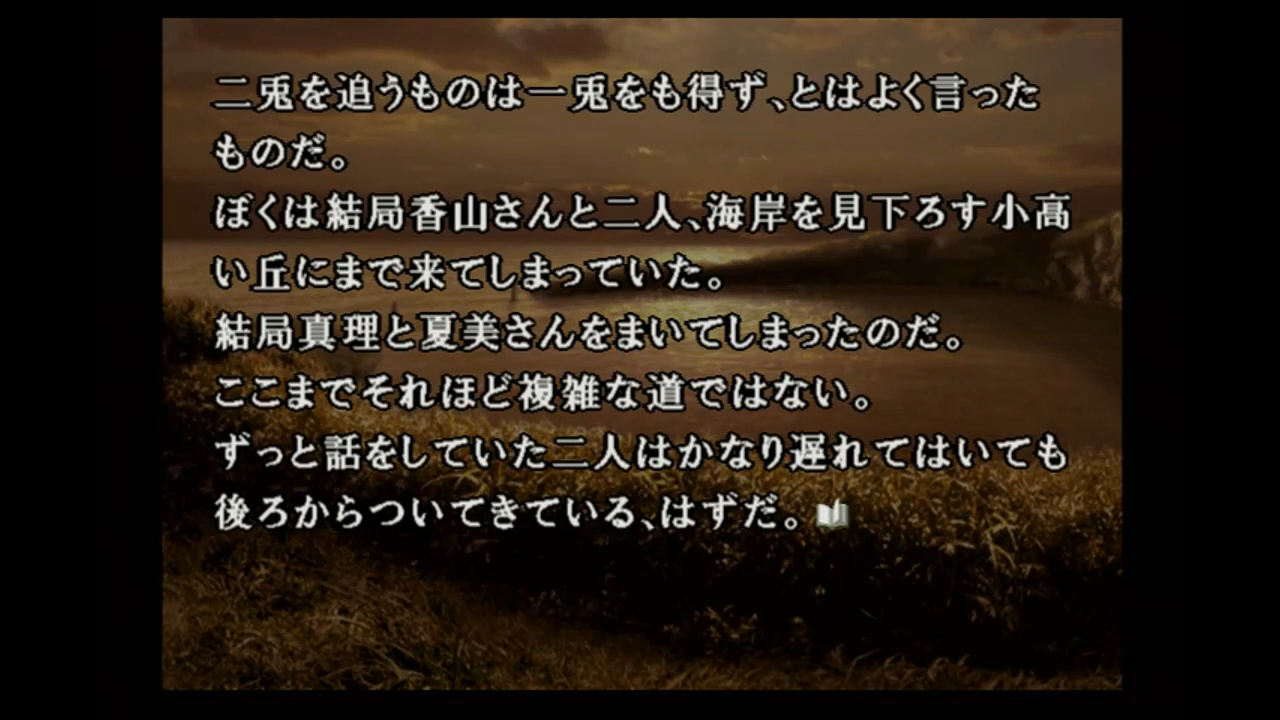 二兎を追うものは一兎をも得ず、とはよく言った
ものだ。
ぼくは結局香山さんと二人、海岸を見下ろす小高
い丘にまで来てしまっていた。
結局真理と夏美さんをまいてしまったのだ。
ここまでそれほど複雑な道ではない。
ずっと話をしていた二人はかなり遅れてはいても
後ろからついてきている、はずだ。